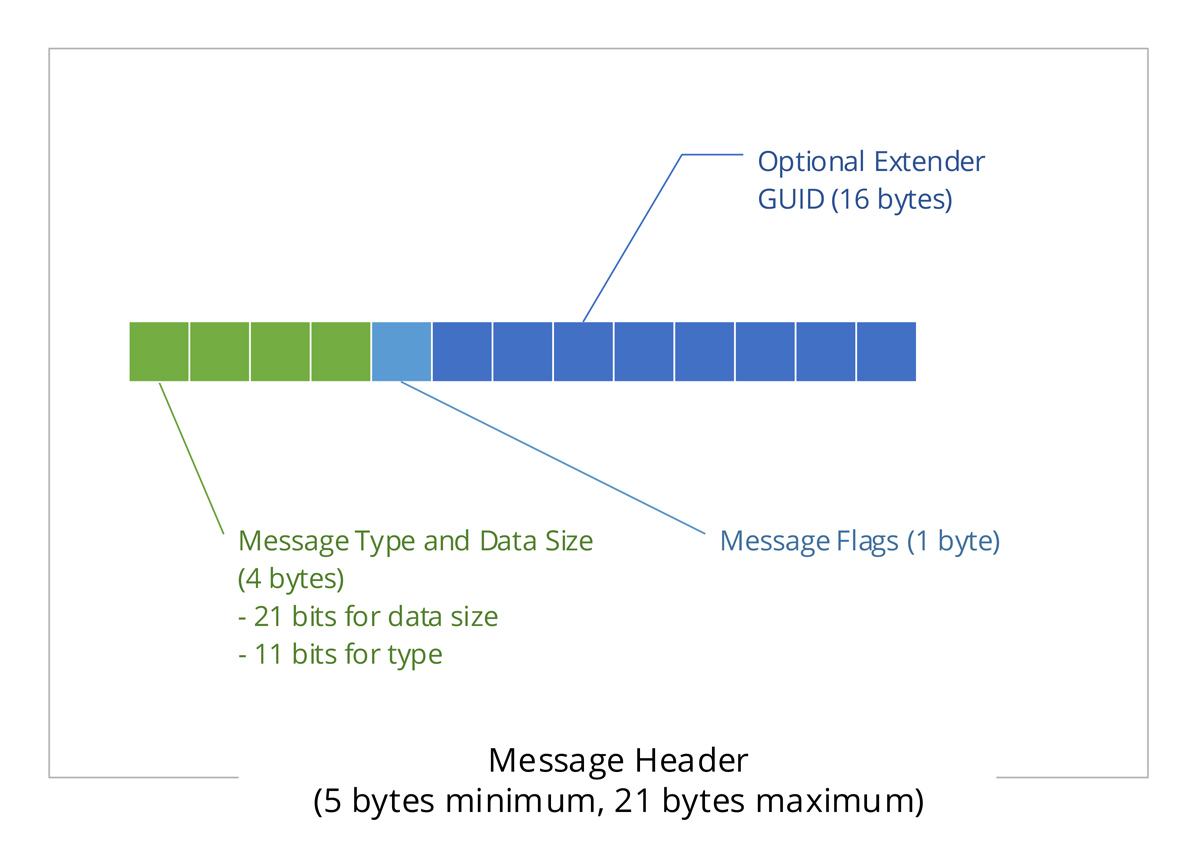 Optional Extender
GUID (16 bytes)
Message Type and Data Size
(4 bytes)
- 21 bits for data size
- 11 bits for type
Message Flags (1 byte)
Message Header
(5 bytes minimum, 21 bytes maximum)